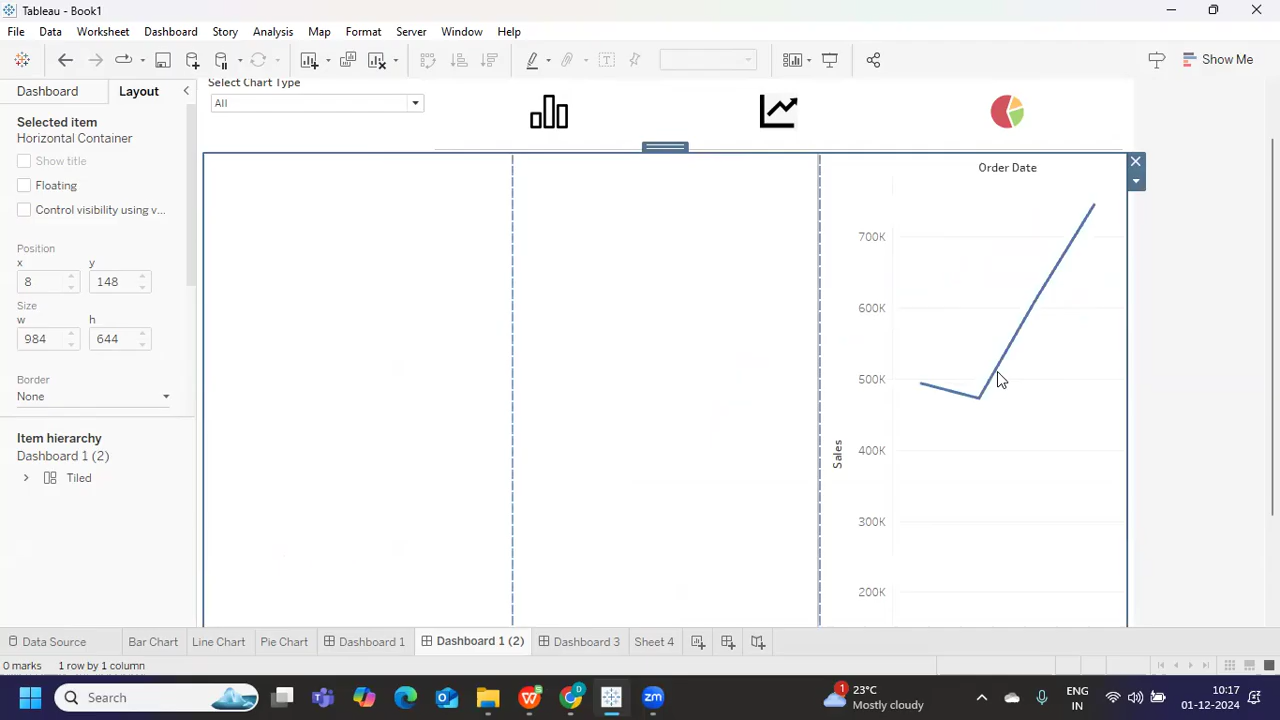 Tableau - Book1
File Data Worksheet Dashboard Story Analysis Map Format Server Window Help
Show Me
Dashboard Layout
Selected item
Horizontal Container
Show title
Floating
Control visibility using v...
Position
x y
8 148
Size
w h
984 644
Border
None
Item hierarchy
Dashboard 1 (2)
Tiled
Select Chart Type
All
Order Date
700K
600K
500K
400K
300K
200K
Sales
Data Source Bar Chart Line Chart Pie Chart Dashboard 1 Dashboard 1 (2) Dashboard 3 Sheet 4
0 marks 1 row by 1 column
Search
1
23°C
Mostly cloudy
ENG
IN
10:17
01-12-2024